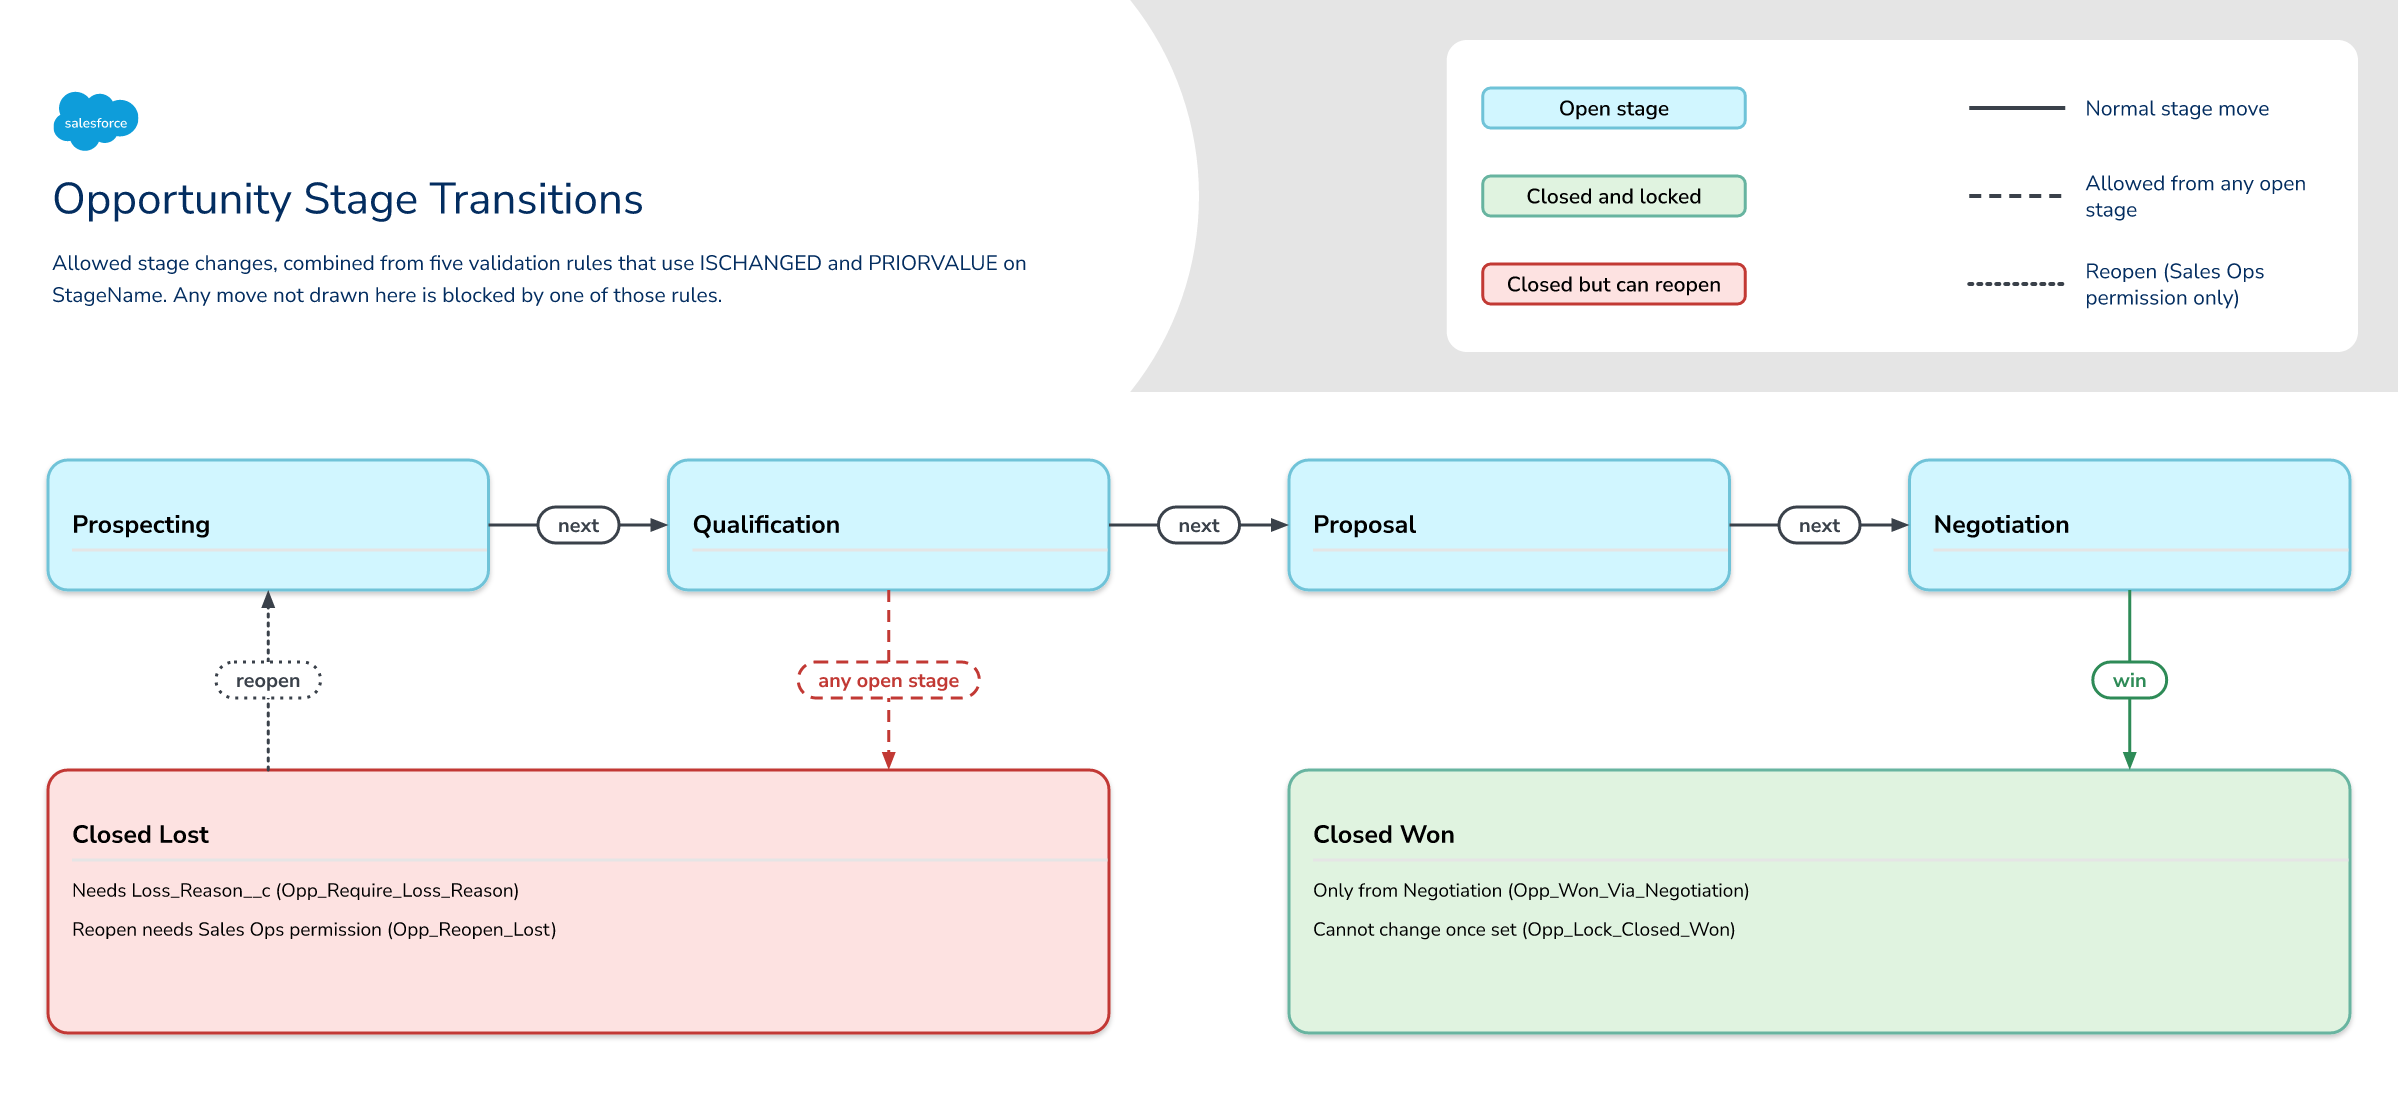 salesforce
Opportunity Stage Transitions
Allowed stage changes, combined from five validation rules that use ISCHANGED and PRIORVALUE on
StageName. Any move not drawn here is blocked by one of those rules.
Open stage
Normal stage move
Closed and locked
Allowed from any open
stage
Closed but can reopen
Reopen (Sales Ops
permission only)
Prospecting
next
Qualification
next
Proposal
next
Negotiation
reopen
any open stage
win
Closed Lost
Needs Loss_Reason__c (Opp_Require_Loss_Reason)
Reopen needs Sales Ops permission (Opp_Reopen_Lost)
Closed Won
Only from Negotiation (Opp_Won_Via_Negotiation)
Cannot change once set (Opp_Lock_Closed_Won)